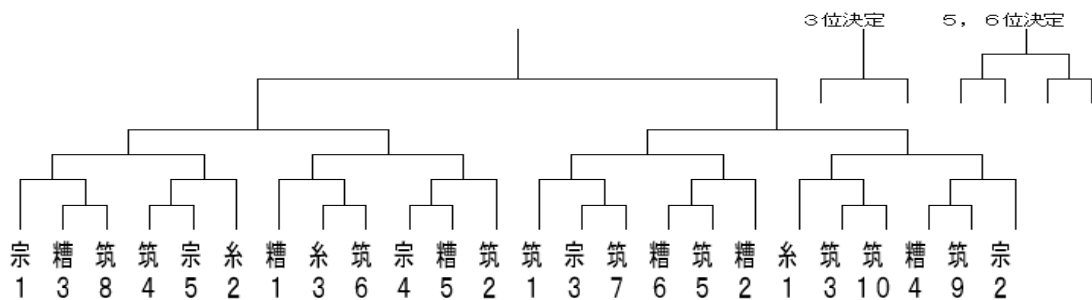 ３位決定 ５，６位決定
宗 糟 筑 筑 宗 糸 糟 糸 筑 宗 糟 筑 筑 宗 筑 糟 筑 糟 糸 筑 筑 糟 筑 宗
1 3 8 4 5 2 1 3 6 4 5 2 1 3 7 6 5 2 1 3 10 4 9 2